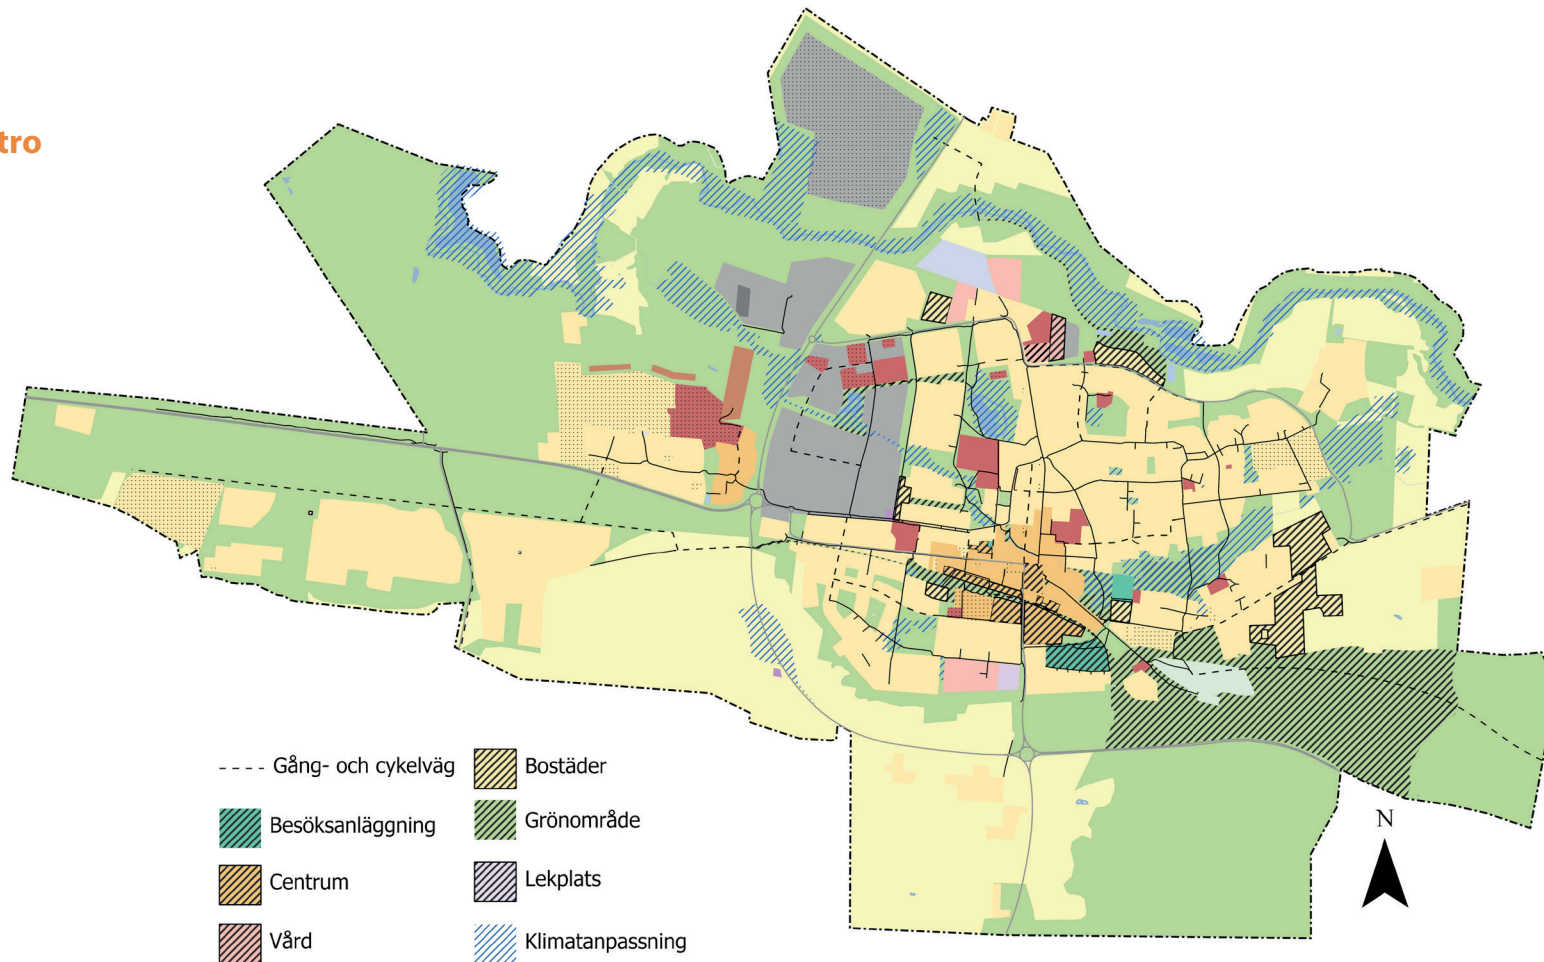 tro
Gång- och cykelväg
Besöksanläggning
Centrum
Vård
Bostäder
Grönområde
Lekplats
Klimatanpassning
N